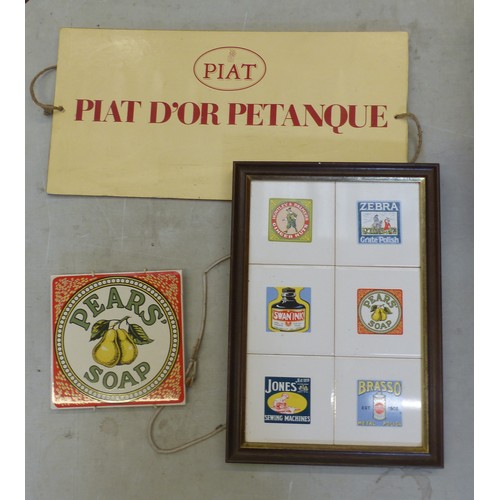 PIAT
PIAT D'OR PETANQUE
PEARS'
SOAP
ZEBRA
Grate Polish
SWAN INK
PEARS'
SOAP
JONES
SEWING MACHINES
BRASSO